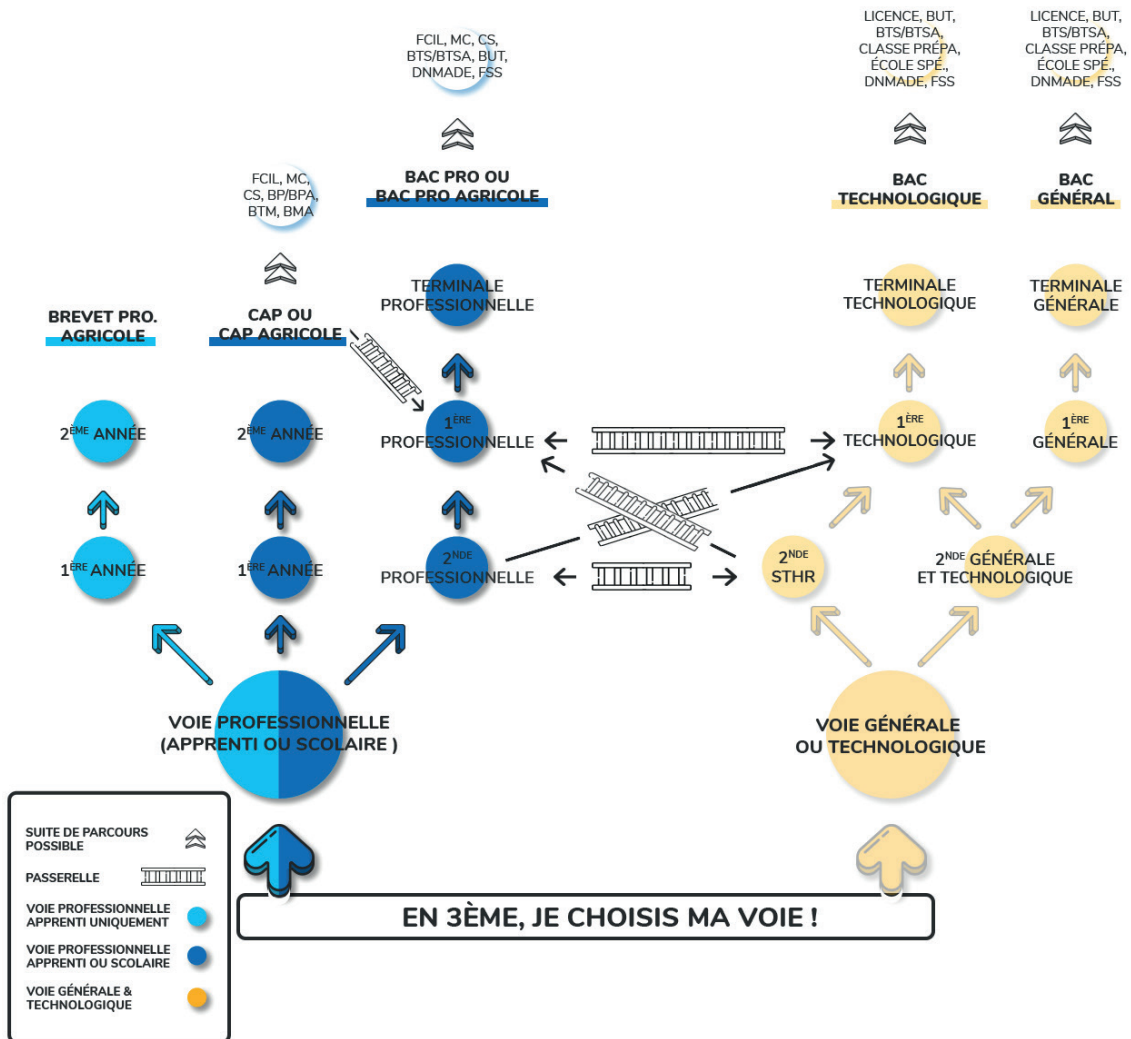 LICENCE, BUT,
BTS/BTSA,
CLASSE PRÉPA,
ÉCOLE SPÉ.,
DNMADE, FSS
LICENCE, BUT,
BTS/BTSA,
CLASSE PRÉPA,
ÉCOLE SPÉ.,
DNMADE, FSS
FCIL, MC, CS,
BTS/BTSA, BUT,
DNMADE, FSS
FCIL, MC,
CS, BP/BPA,
BTM, BMA
BAC PRO OU
BAC PRO AGRICOLE
BAC
TECHNOLOGIQUE
BAC
GÉNÉRAL
BREVET PRO.
AGRICOLE
CAP OU
CAP AGRICOLE
TERMINALE
PROFESSIONNELLE
TERMINALE
TECHNOLOGIQUE
TERMINALE
GÉNÉRALE
2ÈME ANNÉE
2ÈME ANNÉE
1ÈRE
PROFESSIONNELLE
1ÈRE
TECHNOLOGIQUE
1ÈRE
GÉNÉRALE
1ÈRE ANNÉE
1ÈRE ANNÉE
2NDE
PROFESSIONNELLE
2NDE
STHR
2NDE GÉNÉRALE
ET TECHNOLOGIQUE
VOIE PROFESSIONNELLE
(APPRENTI OU SCOLAIRE )
VOIE GÉNÉRALE
OU TECHNOLOGIQUE
SUITE DE PARCOURS
POSSIBLE
PASSERELLE
VOIE PROFESSIONNELLE
APPRENTI UNIQUEMENT
VOIE PROFESSIONNELLE
APPRENTI OU SCOLAIRE
VOIE GÉNÉRALE &
TECHNOLOGIQUE
EN 3ÈME, JE CHOISIS MA VOIE !